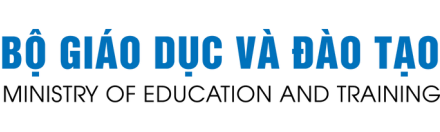 BỘ GIÁO DỤC VÀ ĐÀO TẠO
MINISTRY OF EDUCATION AND TRAINING